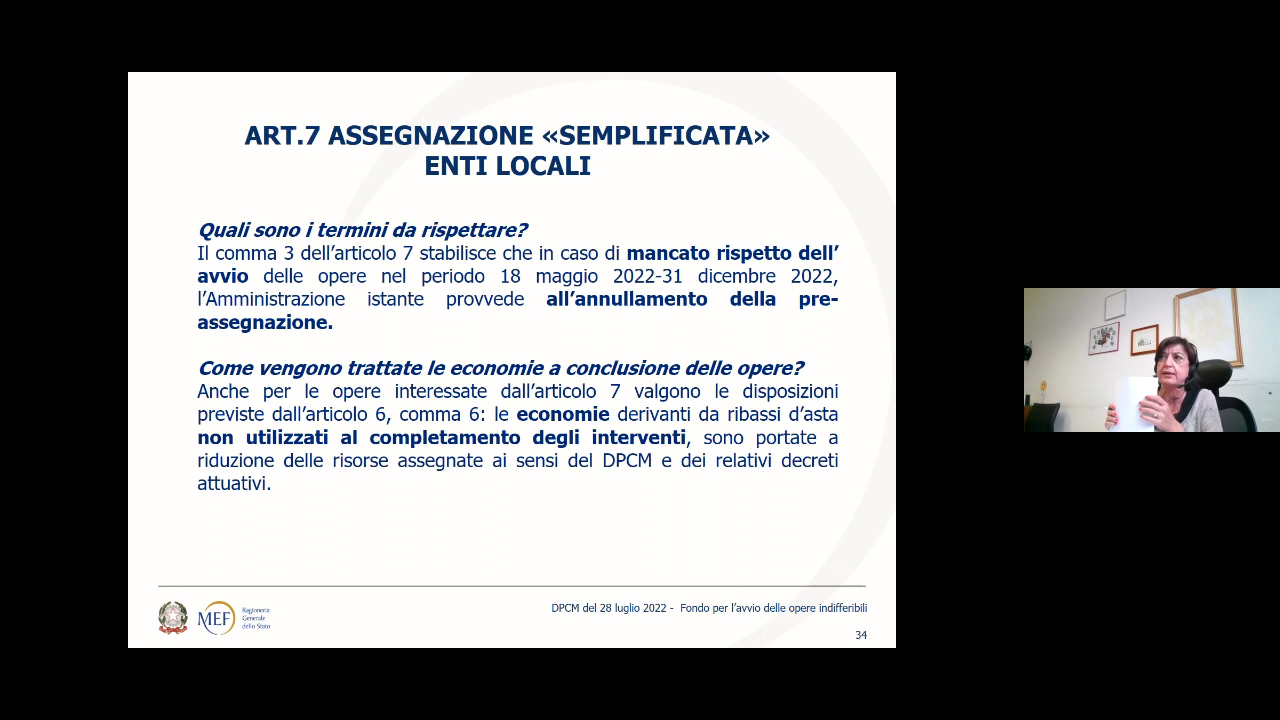 ART.7 ASSEGNAZIONE «SEMPLIFICATA»
ENTI LOCALI
Quali sono i termini da rispettare?
Il comma 3 dell’articolo 7 stabilisce che in caso di mancato rispetto dell’
avvio delle opere nel periodo 18 maggio 2022-31 dicembre 2022,
l’Amministrazione istante provvede all’annullamento della pre-
assegnazione.
Come vengono trattate le economie a conclusione delle opere?
Anche per le opere interessate dall’articolo 7 valgono le disposizioni
previste dall’articolo 6, comma 6: le economie derivanti da ribassi d’asta
non utilizzati al completamento degli interventi, sono portate a
riduzione delle risorse assegnate ai sensi del DPCM e dei relativi decreti
attuativi.
MEF
Ragioneria
Generale
dello Stato
DPCM del 28 luglio 2022 - Fondo per l’avvio delle opere indifferibili
34